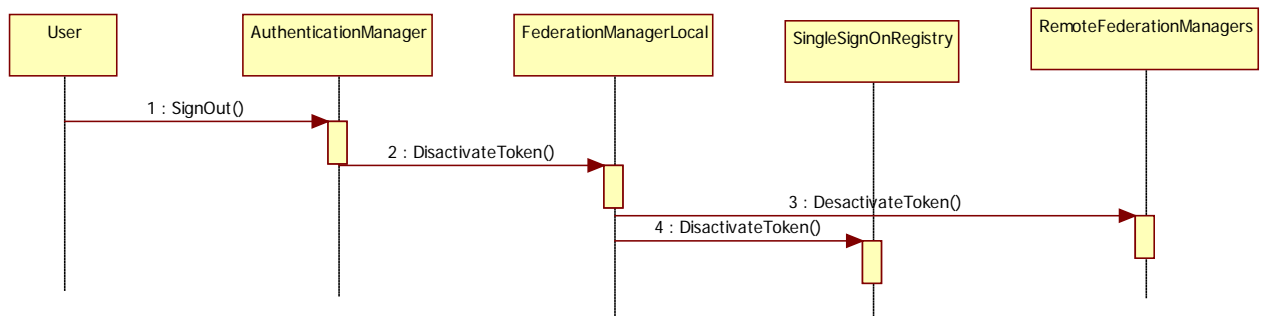 User
AuthenticationManager
FederationManagerLocal
SingleSignOnRegistry
RemoteFederationManagers
1 : SignOut()
2 : DisactivateToken()
3 : DesactivateToken()
4 : DisactivateToken()